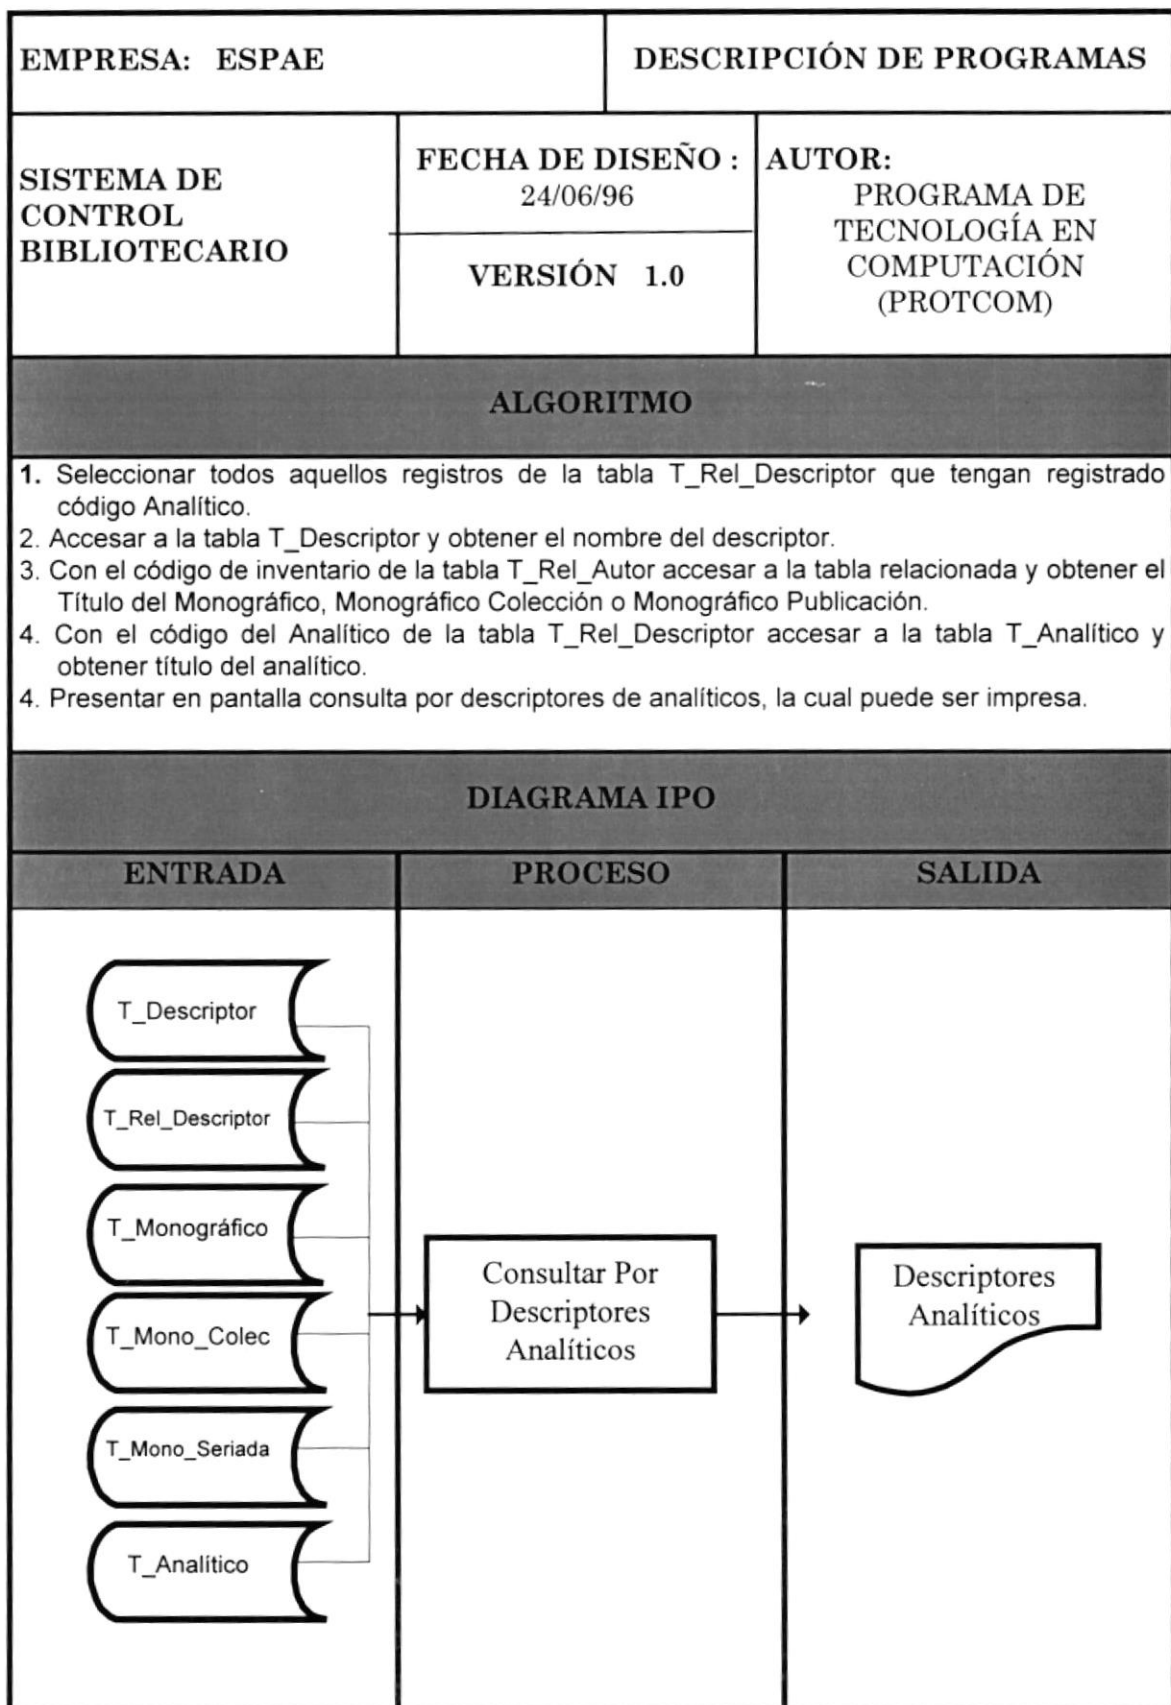 EMPRESA: ESPAE
DESCRIPCIÓN DE PROGRAMAS
SISTEMA DE
CONTROL
BIBLIOTECARIO
FECHA DE DISEÑO :
24/06/96
VERSIÓN 1.0
AUTOR:
PROGRAMA DE
TECNOLOGÍA EN
COMPUTACIÓN
(PROTCOM)
ALGORITMO
1. Seleccionar todos aquellos registros de la tabla T_Rel_Descriptor que tengan registrado
código Analítico.
2. Accesar a la tabla T_Descriptor y obtener el nombre del descriptor.
3. Con el código de inventario de la tabla T_Rel_Autor accesar a la tabla relacionada y obtener el
Título del Monográfico, Monográfico Colección o Monográfico Publicación.
4. Con el código del Analítico de la tabla T_Rel_Descriptor accesar a la tabla T_Analítico y
obtener título del analítico.
4. Presentar en pantalla consulta por descriptores de analíticos, la cual puede ser impresa.
DIAGRAMA IPO
ENTRADA
PROCESO
SALIDA
T_Descriptor
T_Rel_Descriptor
T_Monográfico
T_Mono_Colec
T_Mono_Seriada
T_Analítico
Consultar Por
Descriptores
Analíticos
Descriptores
Analíticos